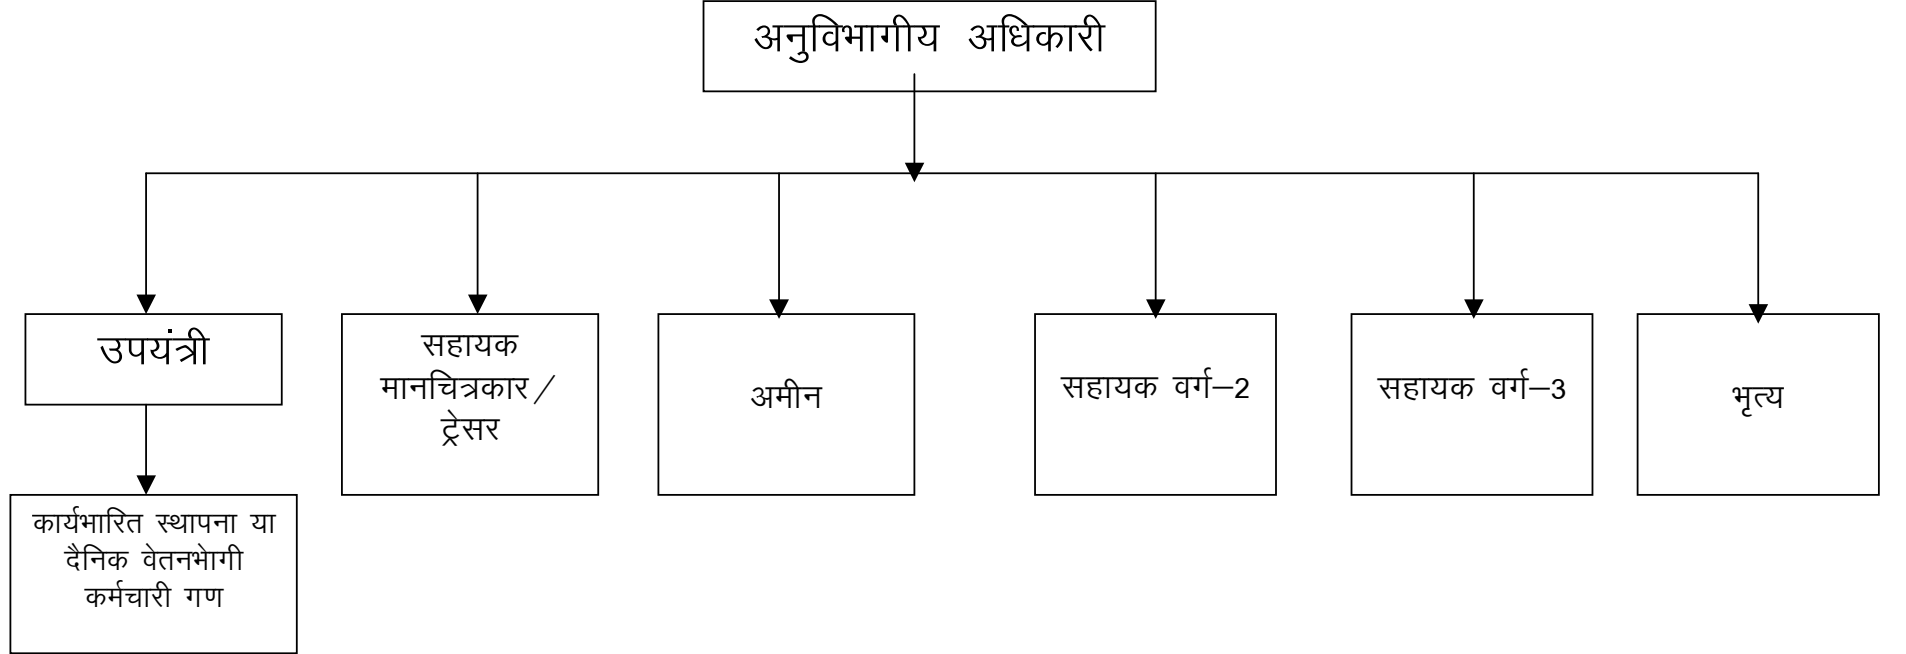 अनुविभागीय अधिकारी
उपयंत्री
सहायक
मानचित्रकार/
ट्रेसर
अमीन
सहायक वर्ग–2
सहायक वर्ग–3
भृत्य
कार्यभारित स्थापना या
दैनिक वेतनभेागी
कर्मचारी गण